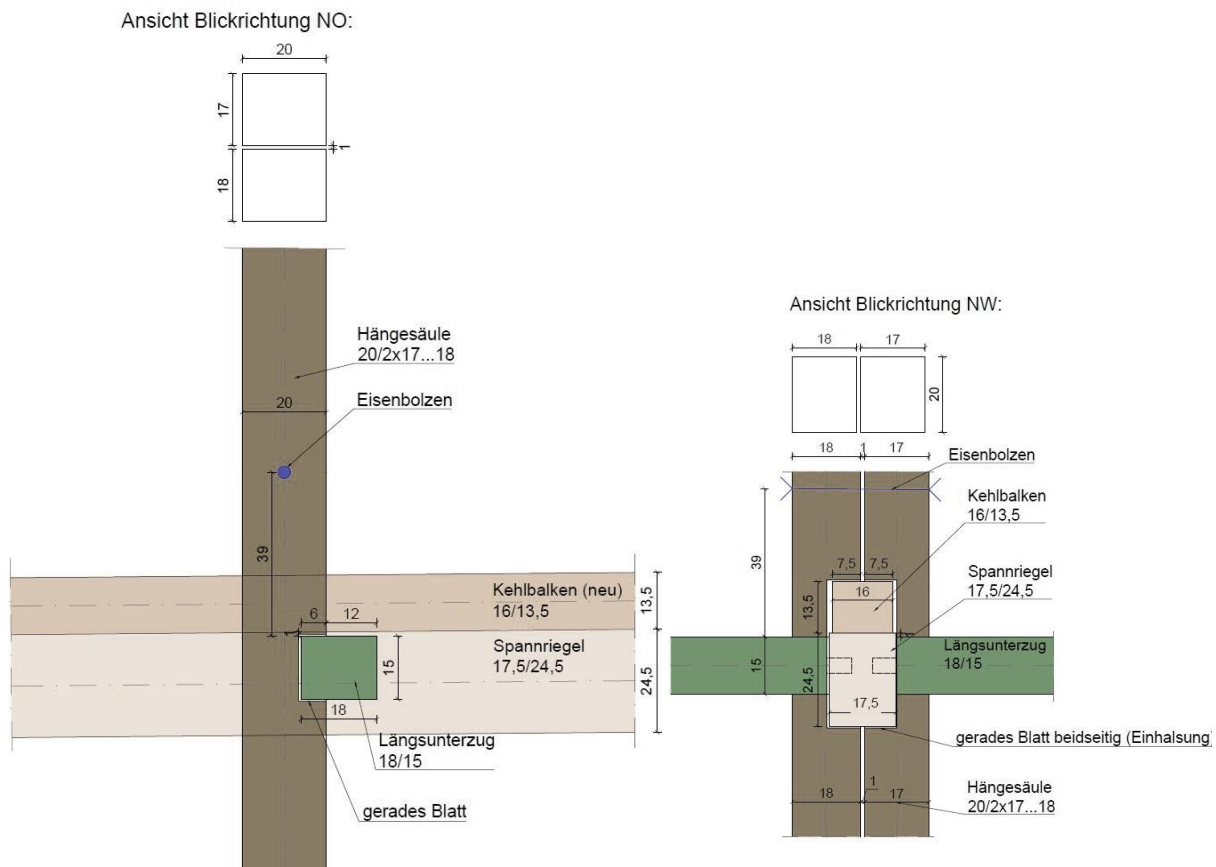 Ansicht Blickrichtung NO:
20
17
1
18
Hängesäule
20/2x17...18
Eisenbolzen
20
39
Kehlbalken (neu)
16/13,5
13,5
6
12
1
Spannriegel
17,5/24,5
15
24,5
18
Längsunterzug
18/15
gerades Blatt
Ansicht Blickrichtung NW:
18
17
20
18
1
17
Eisenbolzen
Kehlbalken
16/13,5
39
7,5
7,5
Spannriegel
17,5/24,5
16
13,5
1
Längsunterzug
18/15
15
24,5
17,5
gerades Blatt beidseitig (Einhalsung)
18
1
17
Hängesäule
20/2x17...18